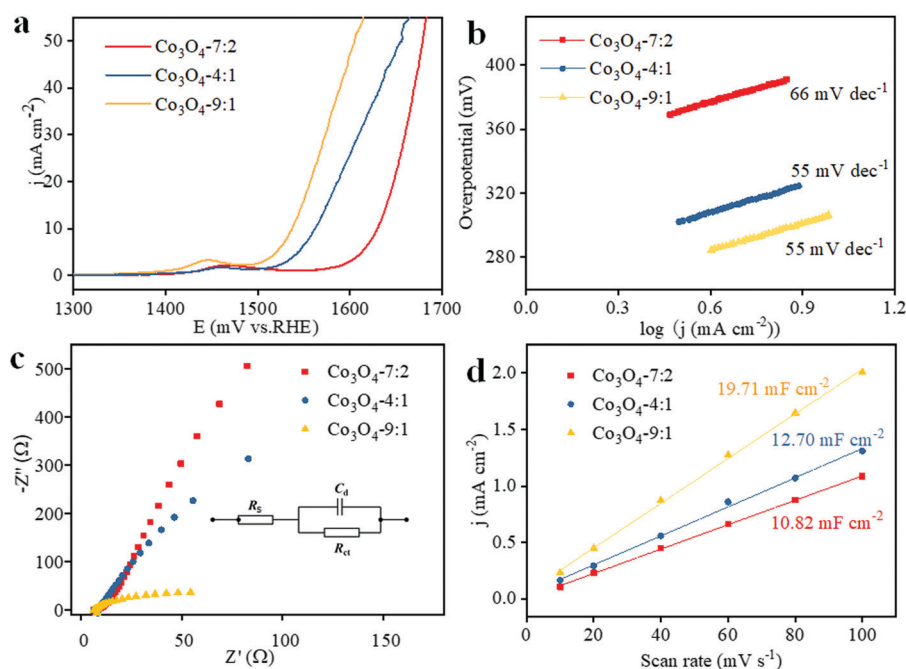 a
Co₃O₄-7:2
Co₃O₄-4:1
Co₃O₄-9:1
j (mA cm⁻²)
50
40
30
20
10
0
1300 1400 1500 1600 1700
E (mV vs.RHE)
b
Co₃O₄-7:2
Co₃O₄-4:1
Co₃O₄-9:1
Overpotential (mV)
400
360
320
280
66 mV dec⁻¹
55 mV dec⁻¹
55 mV dec⁻¹
0.0 0.3 0.6 0.9 1.2
log (j (mA cm⁻²))
c
Co₃O₄-7:2
Co₃O₄-4:1
Co₃O₄-9:1
-Z'' (Ω)
500
400
300
200
100
0
R_S
C_d
R_ct
0 50 100 150
Z' (Ω)
d
Co₃O₄-7:2
Co₃O₄-4:1
Co₃O₄-9:1
j (mA cm⁻²)
2.0
1.5
1.0
0.5
0.0
19.71 mF cm⁻²
12.70 mF cm⁻²
10.82 mF cm⁻²
20 40 60 80 100
Scan rate (mV s⁻¹)